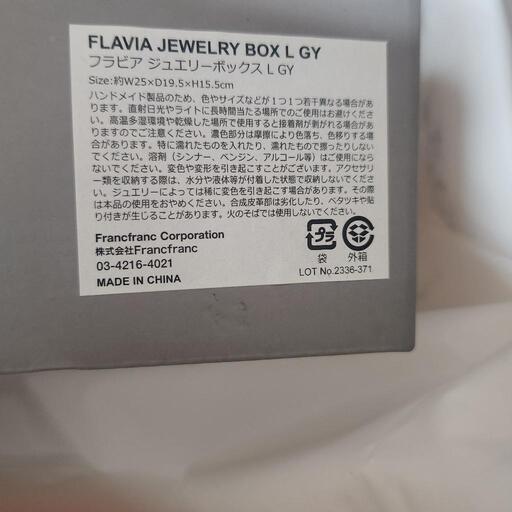 FLAVIA JEWELRY BOX L GY
フラビア ジュエリーボックス L GY
Size:約W25×D19.5×H15.5cm
ハンドメイド製品のため、色やサイズなどが1つ1つ若干異なる場合があ
ります。直射日光やライトに長時間当たる場所でのご使用はお避けくださ
い。高温多湿環境や乾燥した場所で使用すると接着剤が剥がれる場合があ
りますのでご注意ください。濃色部分は摩擦により色落ち、色移りする場
合がありますので、特に濡れたものを入れたり、濡れたもので擦ったりしない
でください。溶剤（シンナー、ベンジン、アルコール等）はご使用にならな
いでください。変色や変形を引き起こすことがございます。アクセサリ
ー類を収納する際は、水分や液体等が付着した状態で収納しないでくださ
い。ジュエリーによっては稀に変色を引き起こす場合があります。その際
は本品の使用をおやめください。合成皮革部は劣化したり、ベタツキや貼
り付きが生じることがあります。火のそばでは使用しないでください。
Francfranc Corporation
株式会社Francfranc
03-4216-4021
MADE IN CHINA
プラ
袋
外箱
LOT No.2336-371